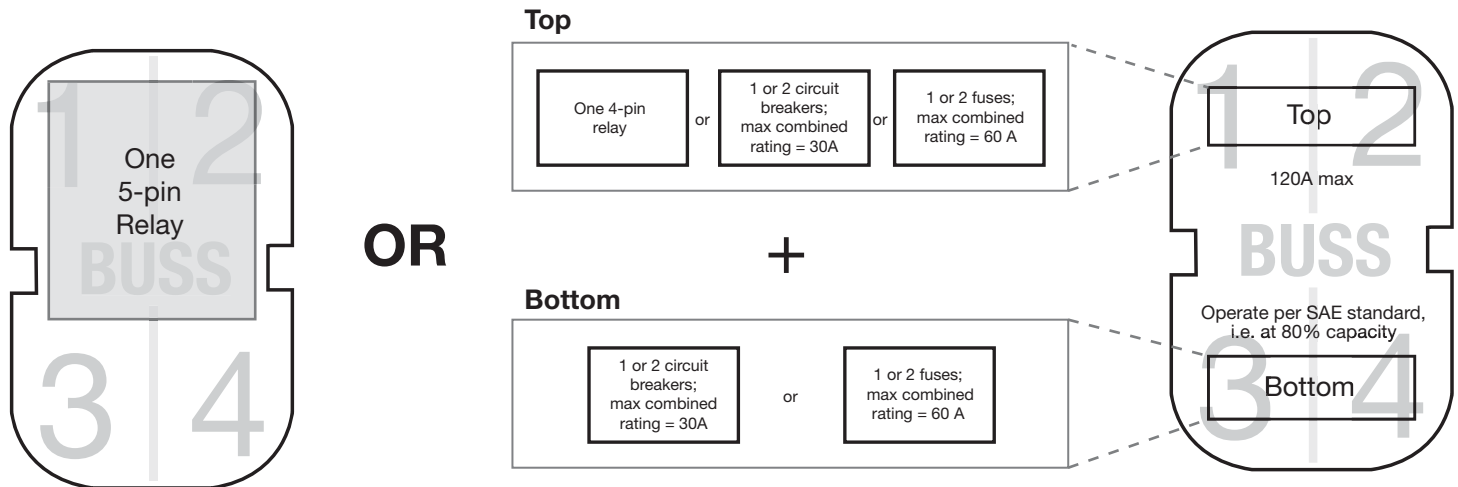 1 2
One
5-pin
Relay
BUSS
3 4
OR
Top
One 4-pin
relay
or
1 or 2 circuit
breakers;
max combined
rating = 30A
or
1 or 2 fuses;
max combined
rating = 60 A
+
Bottom
1 or 2 circuit
breakers;
max combined
rating = 30A
or
1 or 2 fuses;
max combined
rating = 60 A
1 2
Top
120A max
BUSS
Operate per SAE standard,
i.e. at 80% capacity
3 4
Bottom